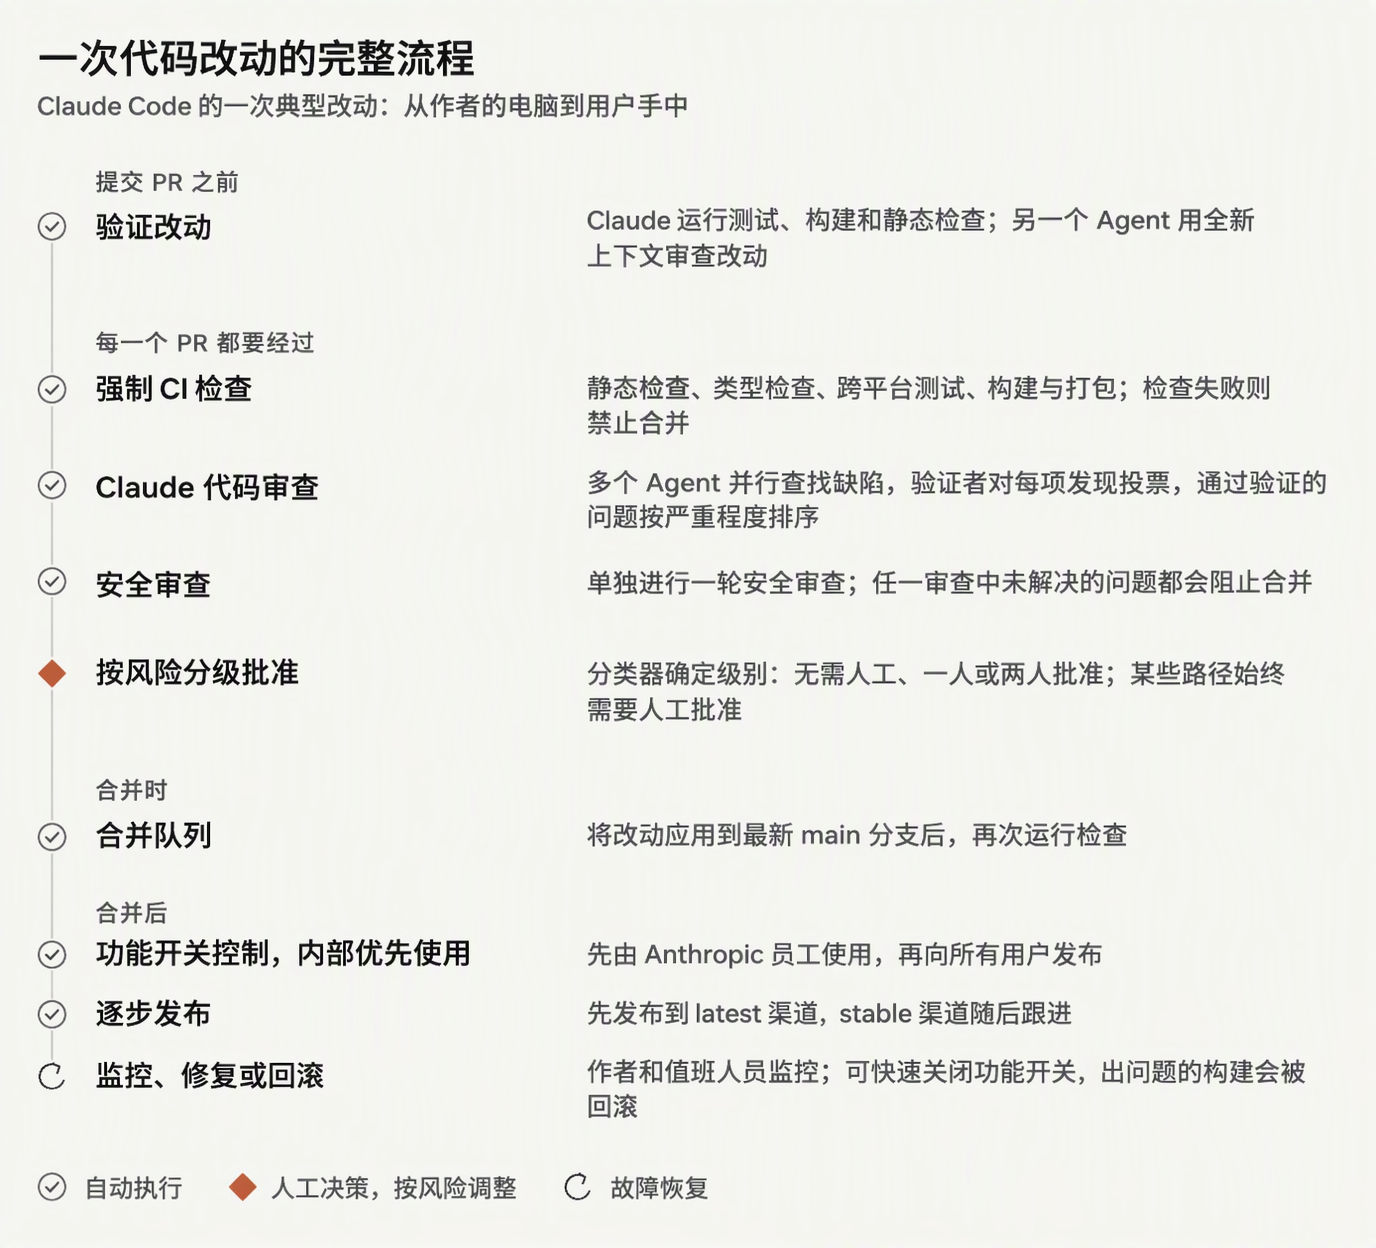 一次代码改动的完整流程
Claude Code 的一次典型改动：从作者的电脑到用户手中
提交 PR 之前
验证改动
Claude 运行测试、构建和静态检查；另一个 Agent 用全新
上下文审查改动
每一个 PR 都要经过
强制 CI 检查
静态检查、类型检查、跨平台测试、构建与打包；检查失败则
禁止合并
Claude 代码审查
多个 Agent 并行查找缺陷，验证者对每项发现投票，通过验证的
问题按严重程度排序
安全审查
单独进行一轮安全审查；任一审查中未解决的问题都会阻止合并
按风险分级批准
分类器确定级别：无需人工、一人或两人批准；某些路径始终
需要人工批准
合并时
合并队列
将改动应用到最新 main 分支后，再次运行检查
合并后
功能开关控制，内部优先使用
先由 Anthropic 员工使用，再向所有用户发布
逐步发布
先发布到 latest 渠道，stable 渠道随后跟进
监控、修复或回滚
作者和值班人员监控；可快速关闭功能开关，出问题的构建会被
回滚
自动执行
人工决策，按风险调整
故障恢复